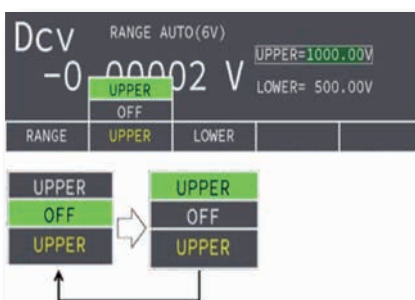 DCV RANGE AUTO(6V)
UPPER=1000.00V
-0.00002 V
LOWER= 500.00V
UPPER
OFF
RANGE UPPER LOWER
UPPER UPPER
OFF OFF
UPPER UPPER